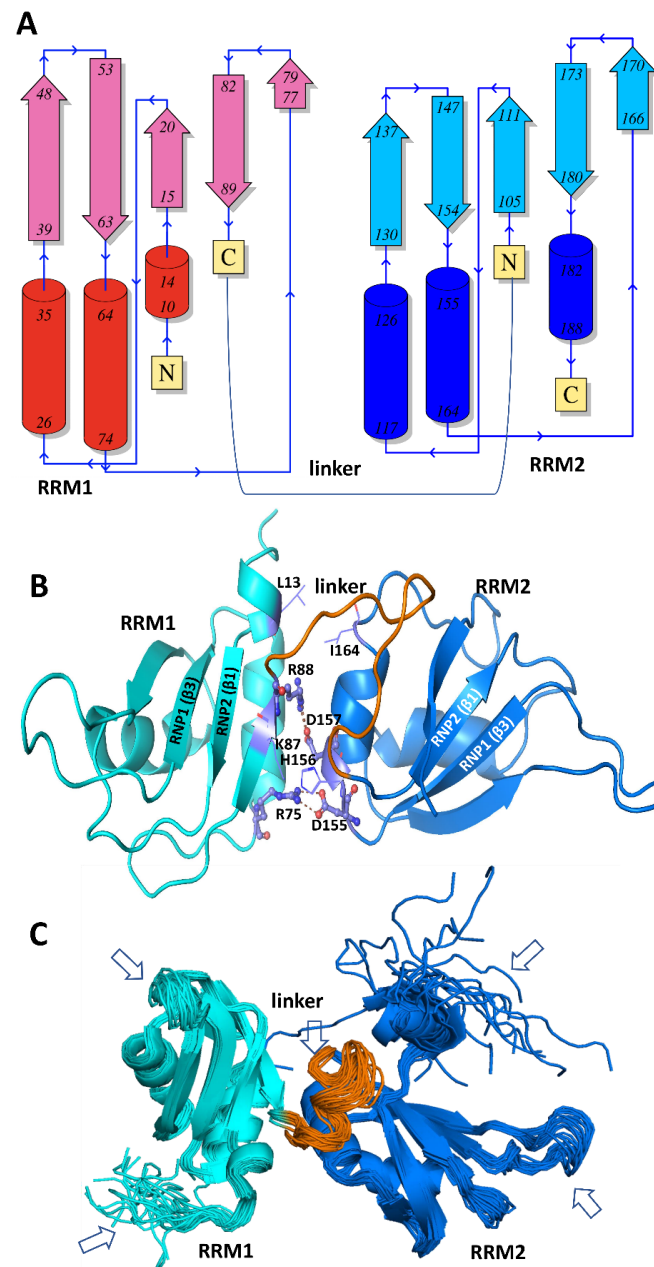 A
48 53 82 79 77 173 170
20 137 147 111 166
15 39 63 89 130 154 105 180
C N
35 64 14 10 126 155 182 188
N C
26 74 117 164
RRM1 linker RRM2
B
L13 linker RRM2
RRM1 I164
RNP1 (β3) RNP2 (β1) R88 RNP2 (β1) RNP1 (β3)
D157
K87
H156
R75 D155
C
linker
RRM1 RRM2